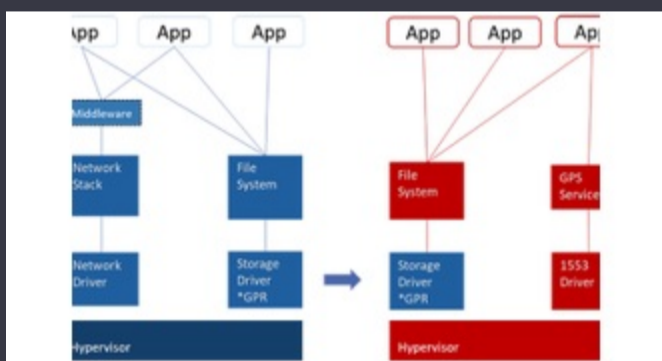 App App App App App App
Middleware
Network
Stack
File
System
File
System
GPS
Service
Network
Driver
Storage
Driver
*GPR
Storage
Driver
*GPR
1553
Driver
Hypervisor
Hypervisor